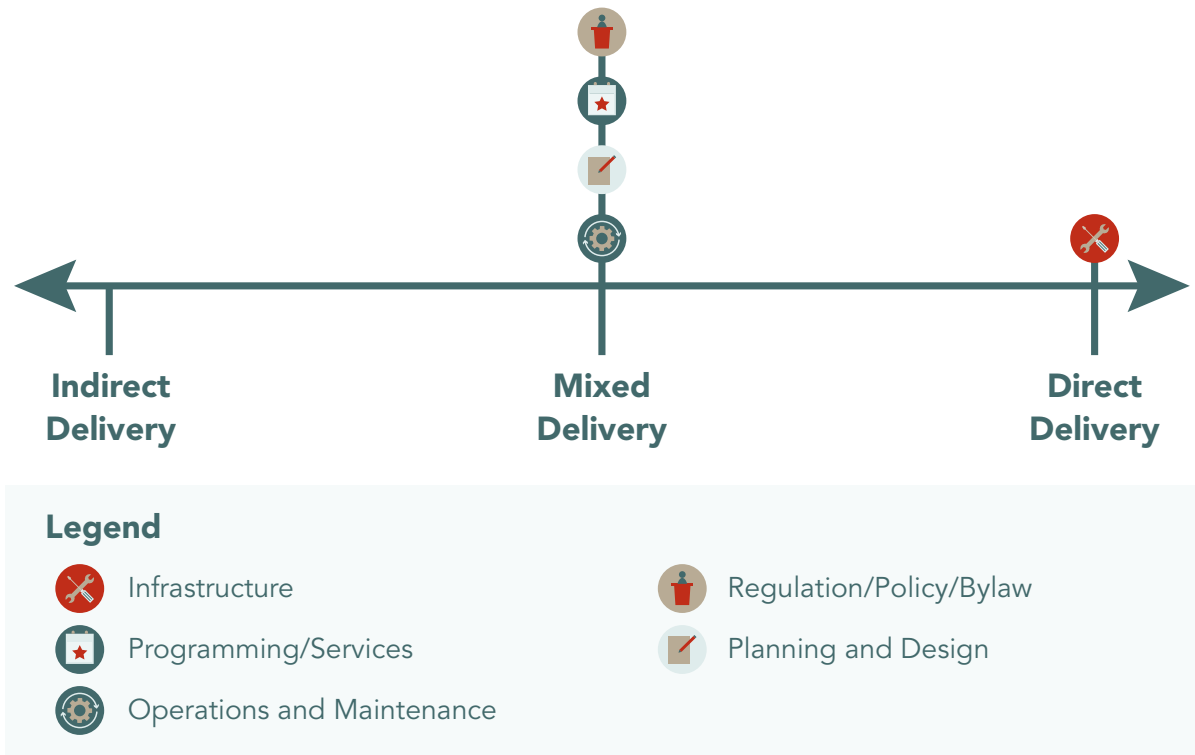 Indirect
Delivery
Mixed
Delivery
Direct
Delivery
Legend
Infrastructure
Programming/Services
Operations and Maintenance
Regulation/Policy/Bylaw
Planning and Design